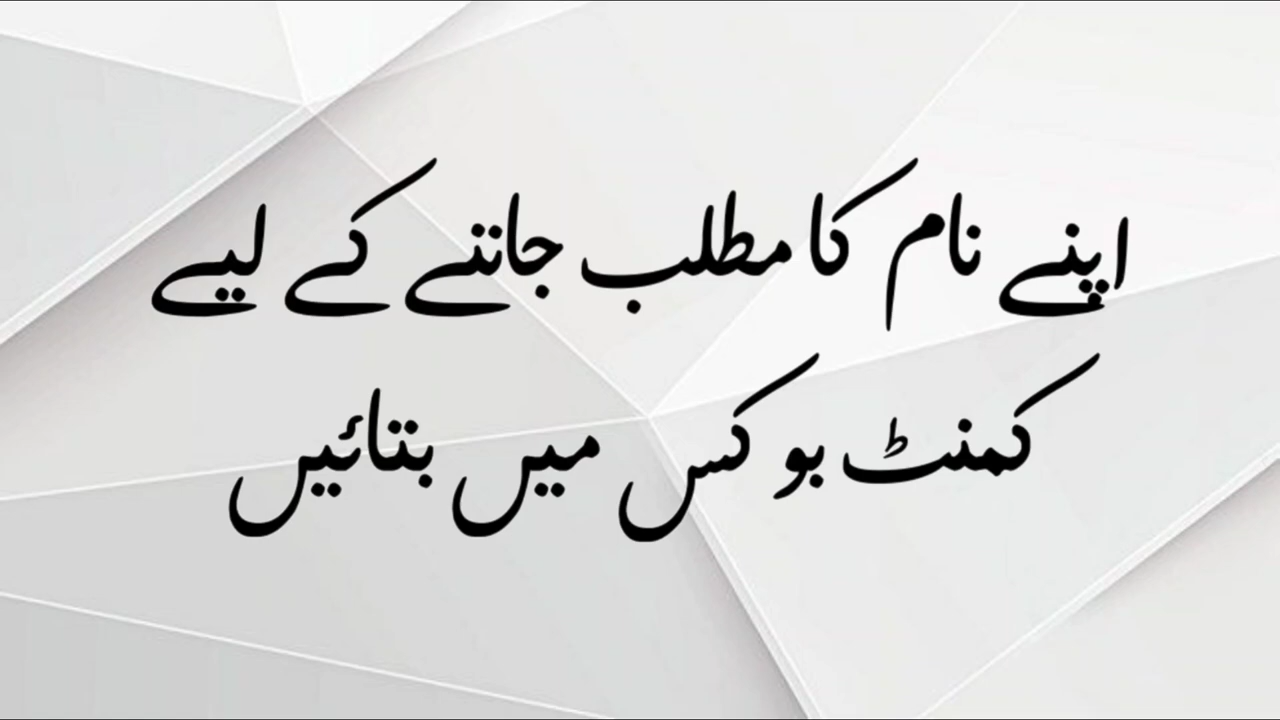 اپنے نام کا مطلب جاننے کے لیے
کمنٹ بوکس میں بتائیں